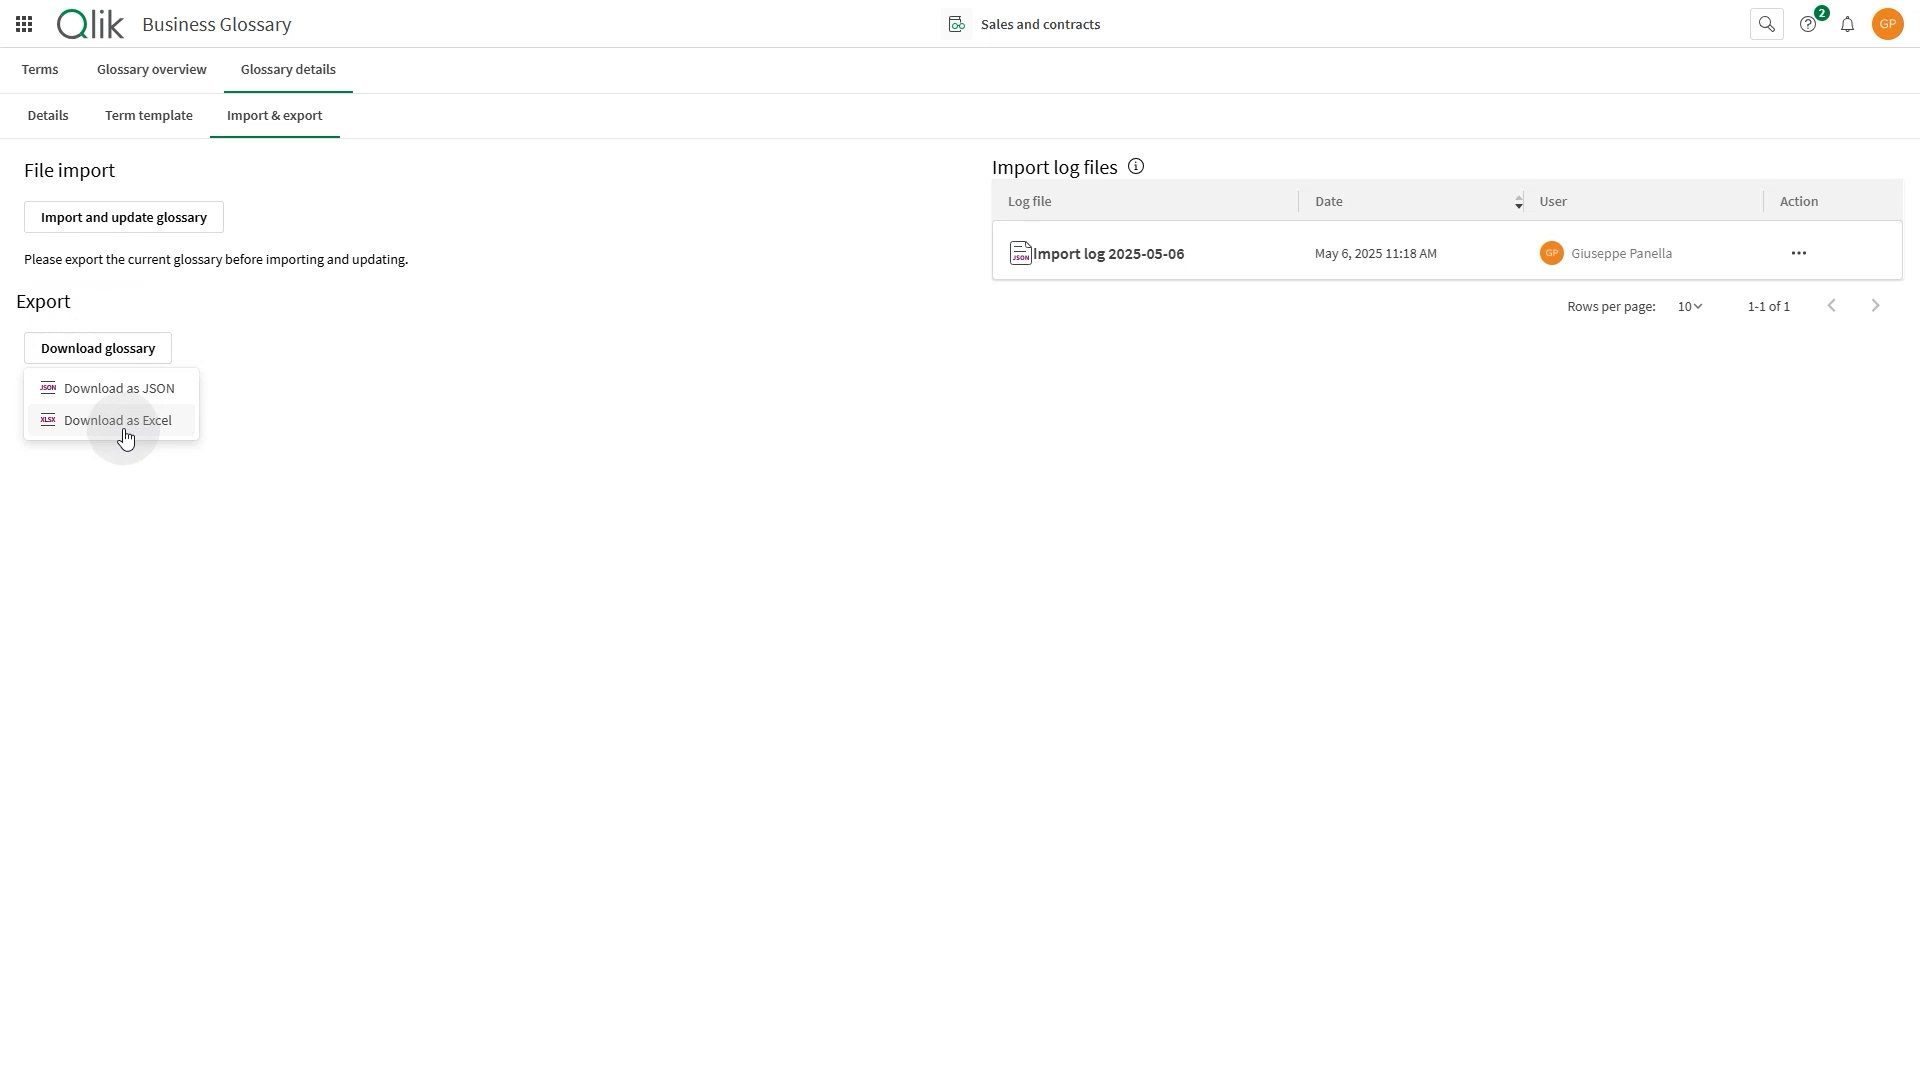 Qlik Business Glossary
Sales and contracts
2
GP
Terms
Glossary overview
Glossary details
Details
Term template
Import & export
File import
Import and update glossary
Please export the current glossary before importing and updating.
Export
Download glossary
JSON Download as JSON
XLSX Download as Excel
Import log files
Log file
Date
User
Action
JSON Import log 2025-05-06
May 6, 2025 11:18 AM
GP Giuseppe Panella
Rows per page: 10
1-1 of 1